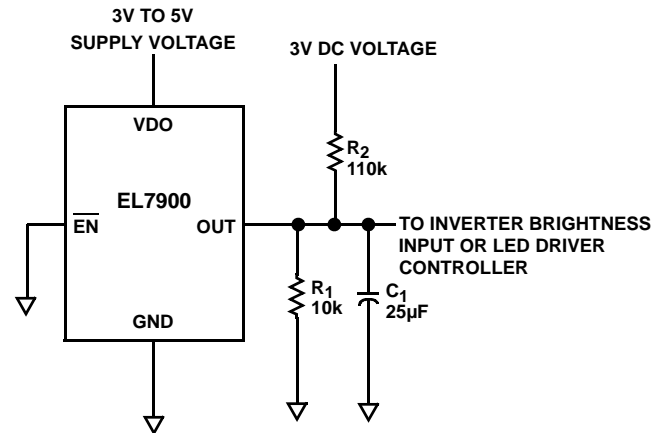 3V TO 5V
SUPPLY VOLTAGE
3V DC VOLTAGE
VDO
R2
110k
EL7900
EN
OUT
TO INVERTER BRIGHTNESS
INPUT OR LED DRIVER
CONTROLLER
R1
10k
C1
25µF
GND